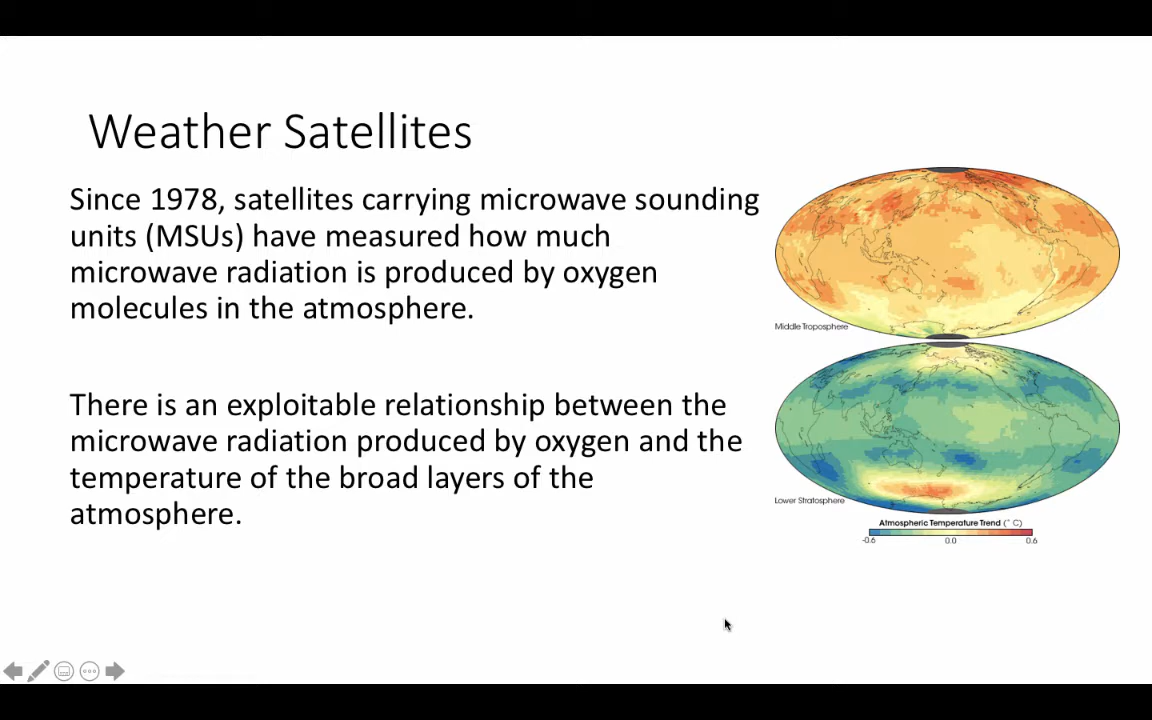 Weather Satellites
Since 1978, satellites carrying microwave sounding
units (MSUs) have measured how much
microwave radiation is produced by oxygen
molecules in the atmosphere.
There is an exploitable relationship between the
microwave radiation produced by oxygen and the
temperature of the broad layers of the
atmosphere.
Middle Troposphere
Lower Stratosphere
Atmospheric Temperature Trend (° C)
-0.6 0.0 0.6